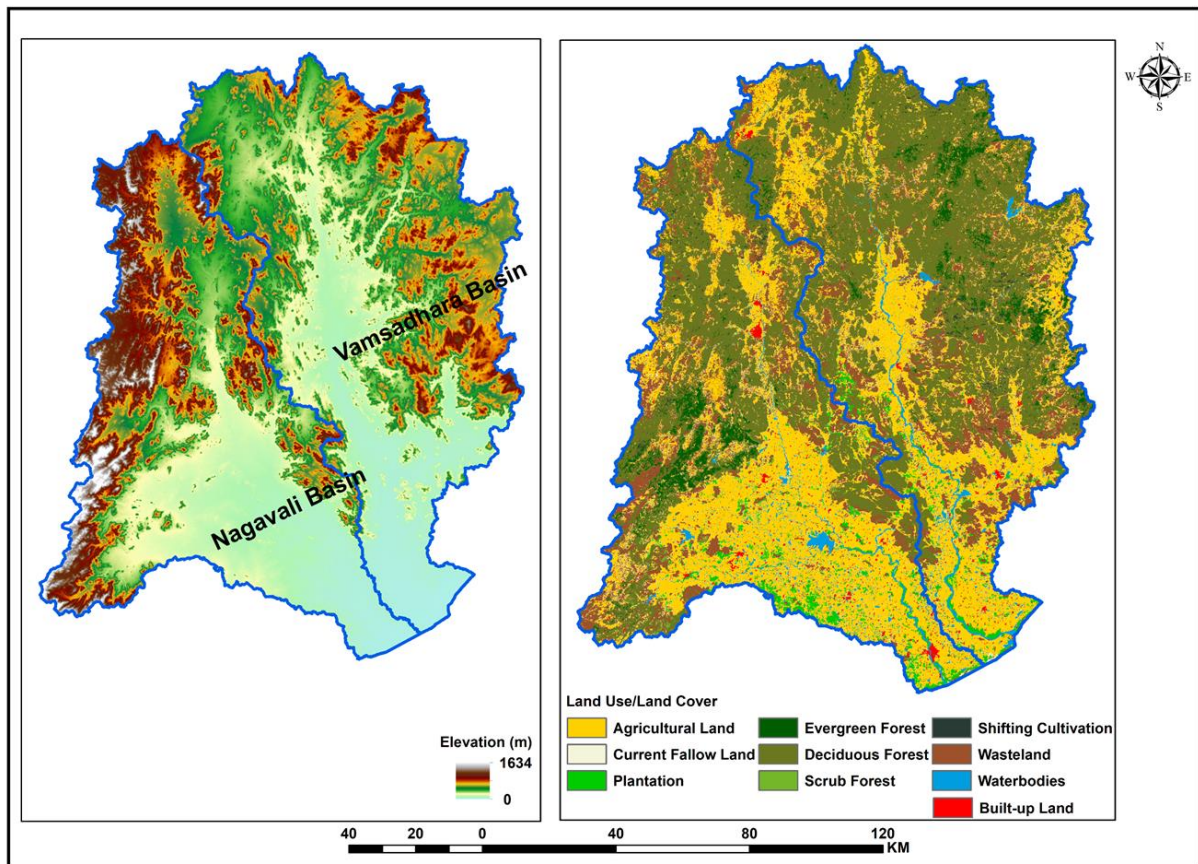 N
W E
S
Vamsadhara Basin
Nagavali Basin
Elevation (m)
1634
0
Land Use/Land Cover
Agricultural Land
Current Fallow Land
Plantation
Evergreen Forest
Deciduous Forest
Scrub Forest
Shifting Cultivation
Wasteland
Waterbodies
Built-up Land
40 20 0 40 80 120
KM